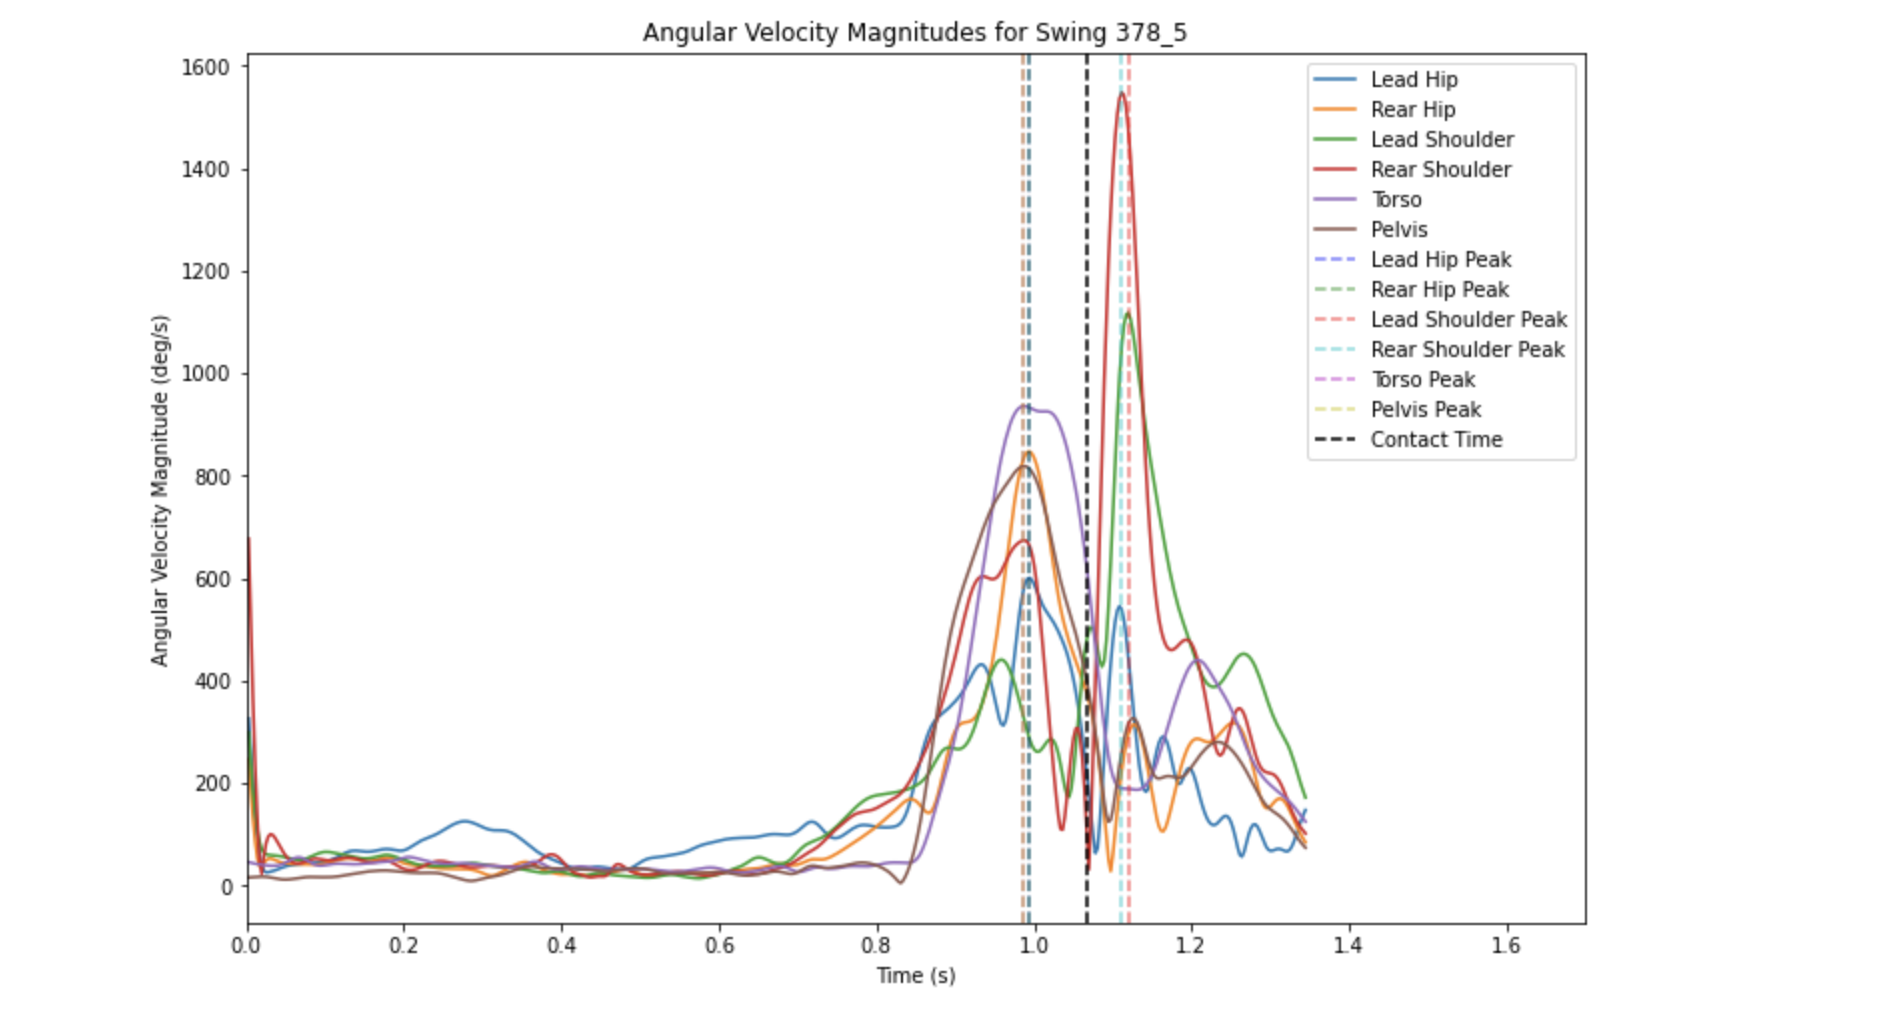 Angular Velocity Magnitudes for Swing 378_5
1600
1400
1200
1000
800
600
400
200
0
Angular Velocity Magnitude (deg/s)
Lead Hip
Rear Hip
Lead Shoulder
Rear Shoulder
Torso
Pelvis
Lead Hip Peak
Rear Hip Peak
Lead Shoulder Peak
Rear Shoulder Peak
Torso Peak
Pelvis Peak
Contact Time
0.0 0.2 0.4 0.6 0.8 1.0 1.2 1.4 1.6
Time (s)